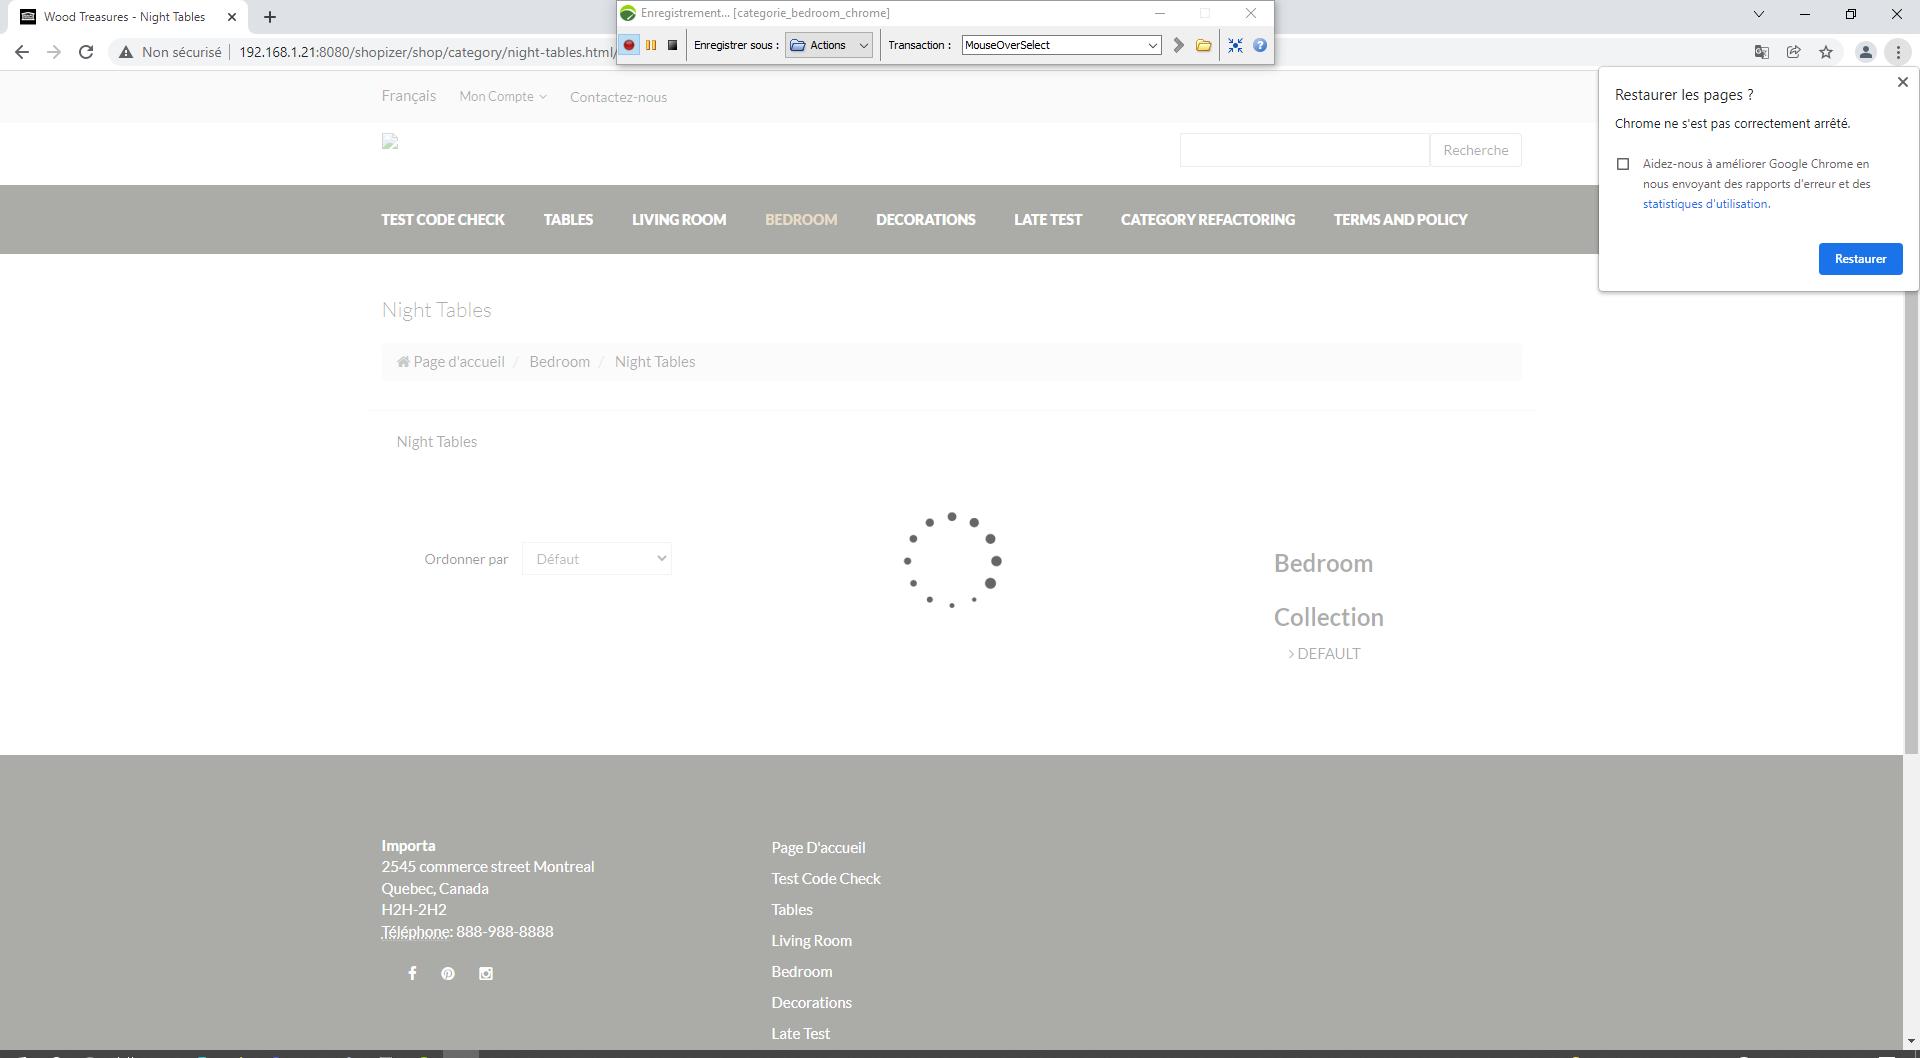 Wood Treasures - Night Tables
Enregistrement... [categorie_bedroom_chrome]
Non sécurisé
192.168.1.21:8080/shopizer/shop/category/night-tables.html/
Enregistrer sous :
Actions
Transaction :
MouseOverSelect
Français
Mon Compte
Contactez-nous
Recherche
Restaurer les pages ?
Chrome ne s'est pas correctement arrêté.
Aidez-nous à améliorer Google Chrome en
nous envoyant des rapports d'erreur et des
statistiques d'utilisation.
Restaurer
TEST CODE CHECK
TABLES
LIVING ROOM
BEDROOM
DECORATIONS
LATE TEST
CATEGORY REFACTORING
TERMS AND POLICY
Night Tables
Page d'accueil / Bedroom / Night Tables
Night Tables
Ordonner par
Défaut
Bedroom
Collection
> DEFAULT
Importa
2545 commerce street Montreal
Quebec, Canada
H2H-2H2
Téléphone: 888-988-8888
Page D'accueil
Test Code Check
Tables
Living Room
Bedroom
Decorations
Late Test